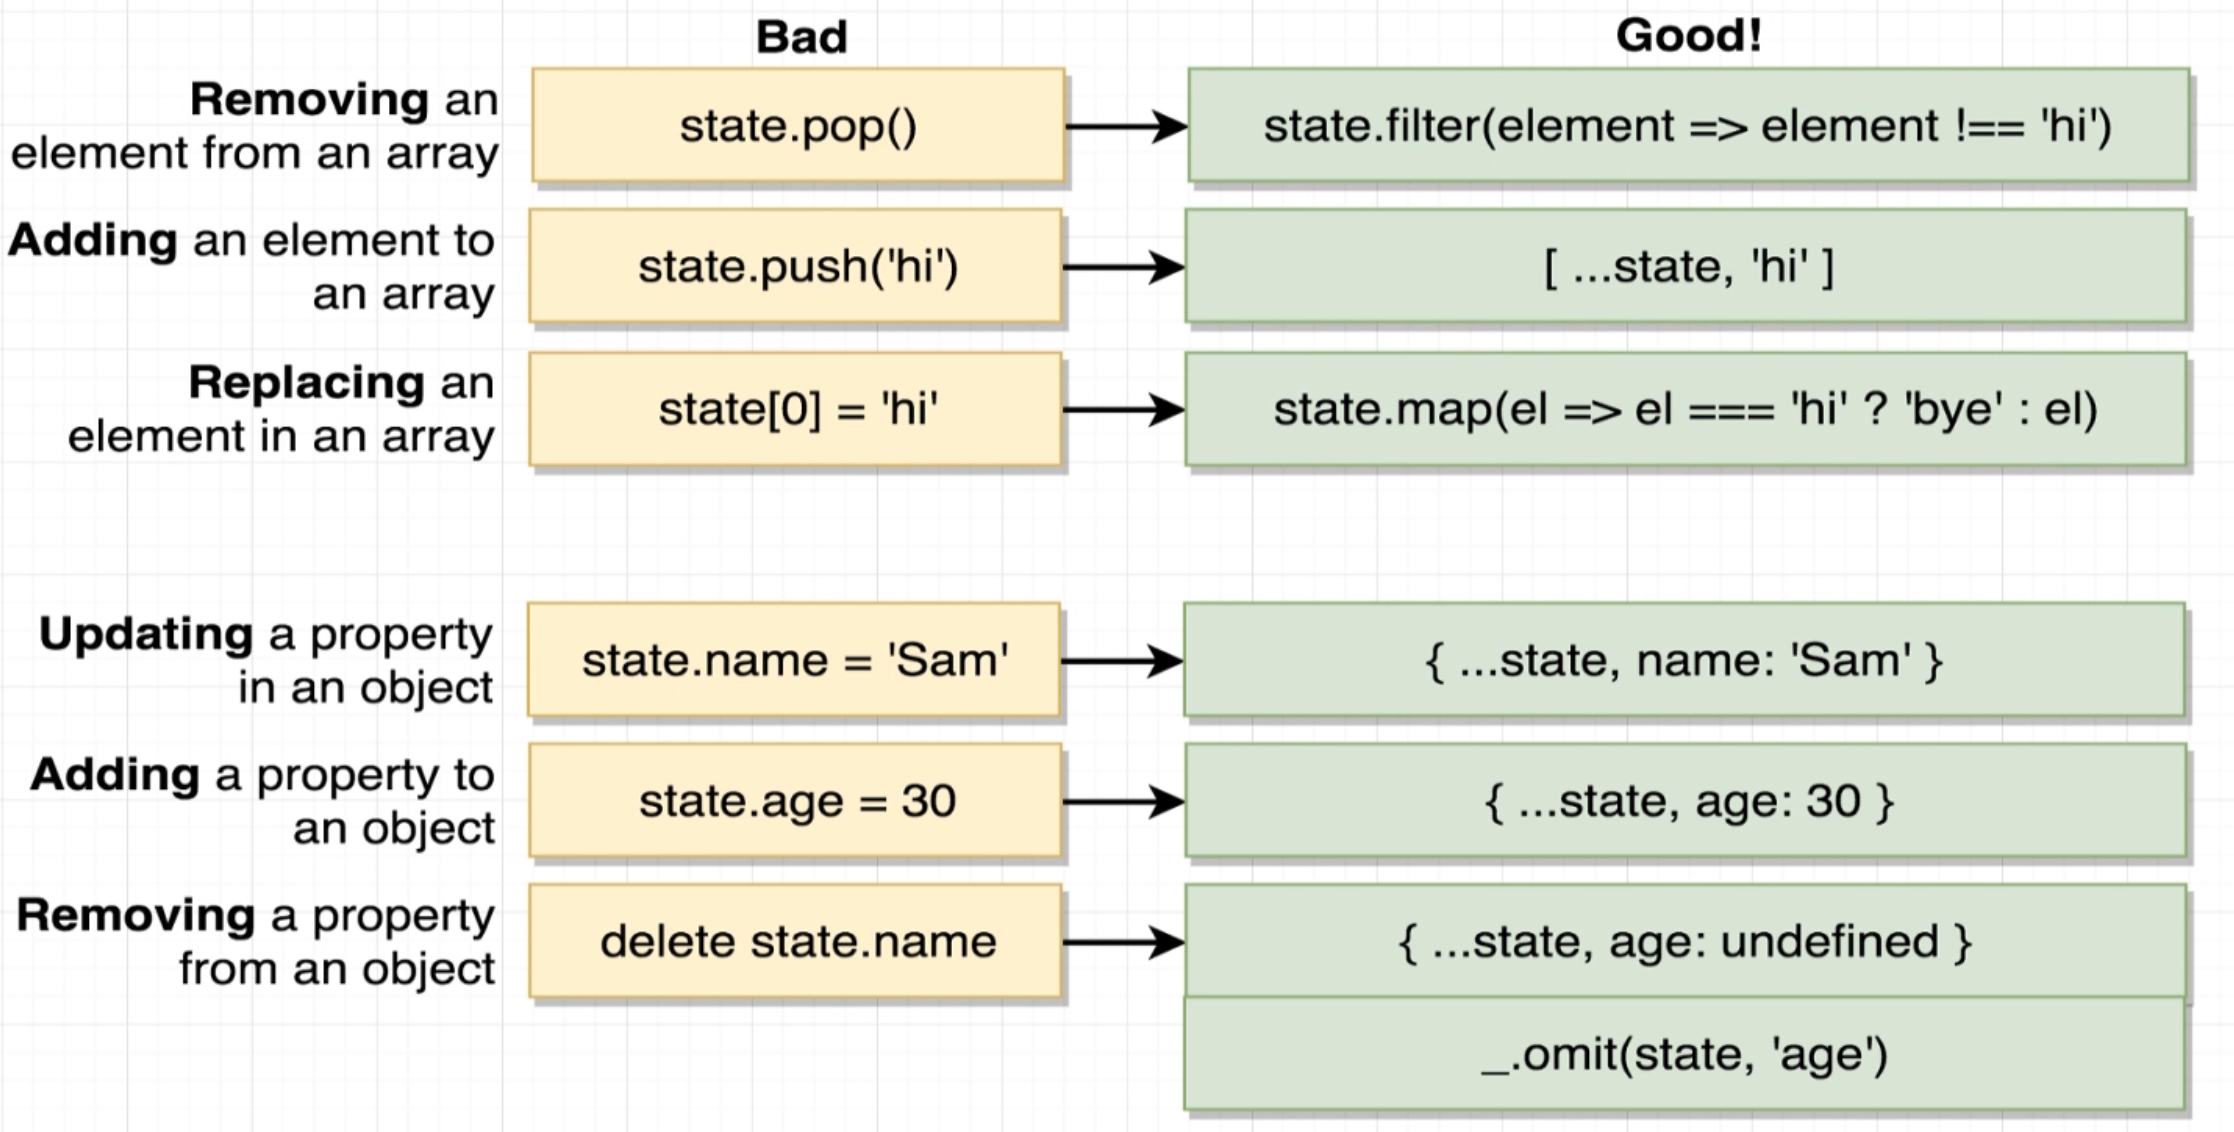 Bad
Good!
Removing an
element from an array
state.pop()
state.filter(element => element !== 'hi')
Adding an element to
an array
state.push('hi')
[ ...state, 'hi' ]
Replacing an
element in an array
state[0] = 'hi'
state.map(el => el === 'hi' ? 'bye' : el)
Updating a property
in an object
state.name = 'Sam'
{ ...state, name: 'Sam' }
Adding a property to
an object
state.age = 30
{ ...state, age: 30 }
Removing a property
from an object
delete state.name
{ ...state, age: undefined }
_.omit(state, 'age')